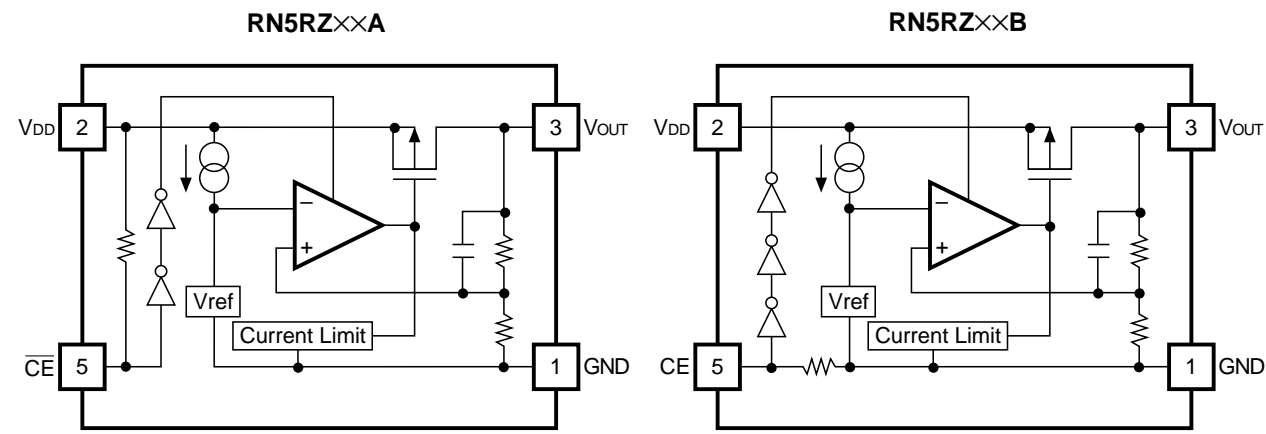 RN5RZ××A
VDD
2
3
VOUT
−
+
Vref
Current Limit
C̅E̅
5
1
GND
RN5RZ××B
VDD
2
3
VOUT
−
+
Vref
Current Limit
CE
5
1
GND